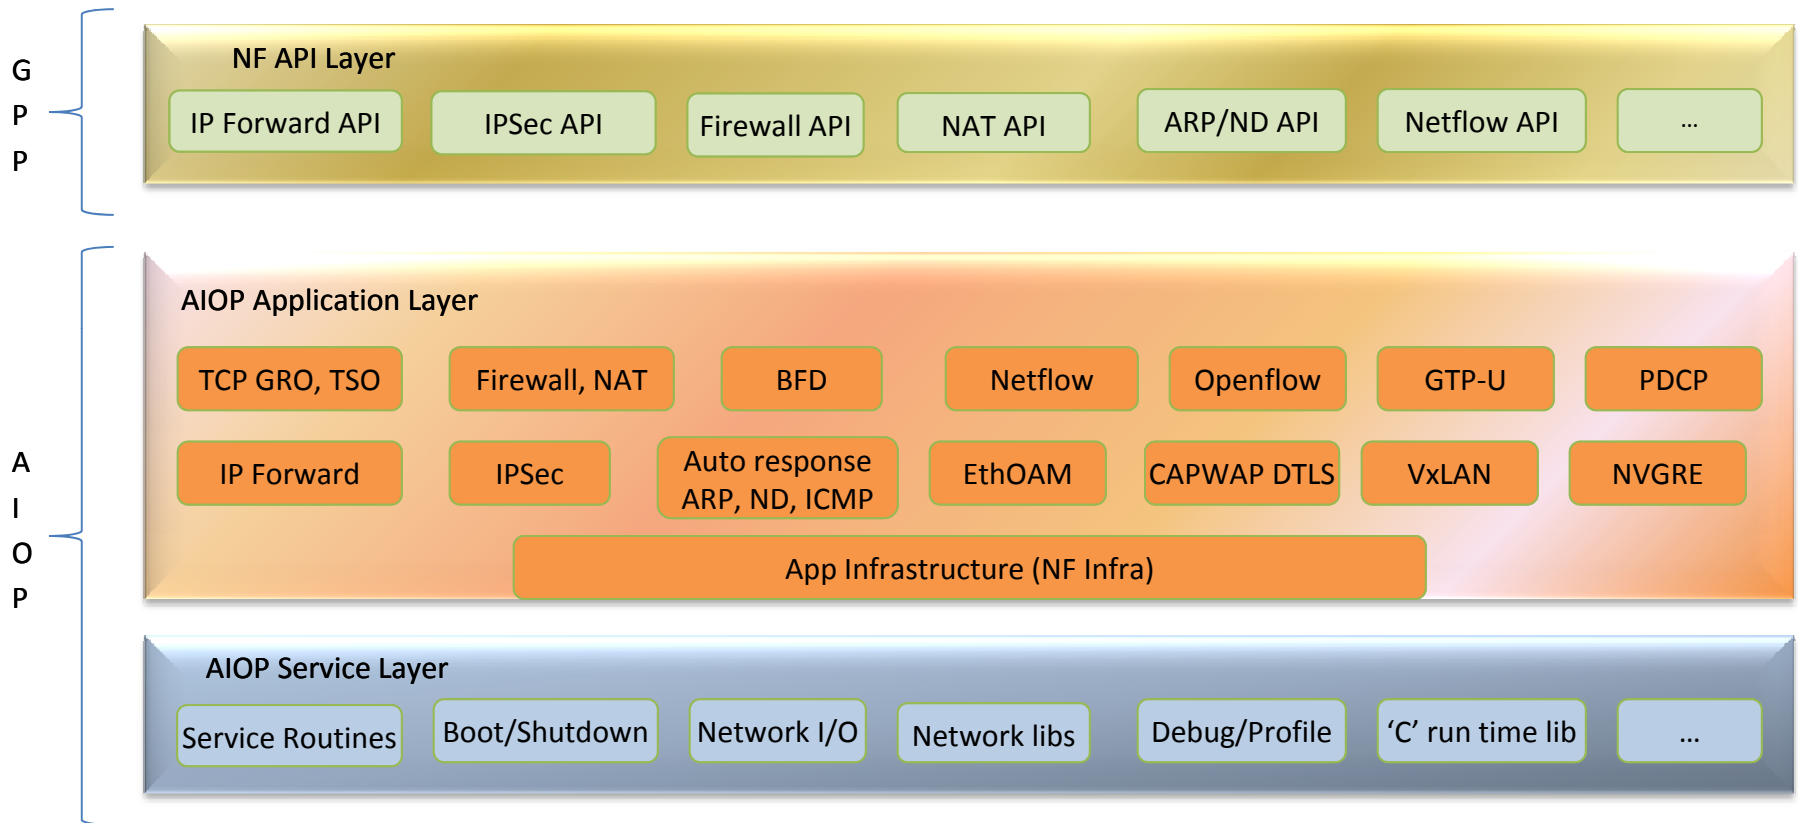 G
P
P
NF API Layer
IP Forward API
IPSec API
Firewall API
NAT API
ARP/ND API
Netflow API
...
A
I
O
P
AIOP Application Layer
TCP GRO, TSO
Firewall, NAT
BFD
Netflow
Openflow
GTP-U
PDCP
IP Forward
IPSec
Auto response
ARP, ND, ICMP
EthOAM
CAPWAP DTLS
VxLAN
NVGRE
App Infrastructure (NF Infra)
AIOP Service Layer
Service Routines
Boot/Shutdown
Network I/O
Network libs
Debug/Profile
‘C’ run time lib
...